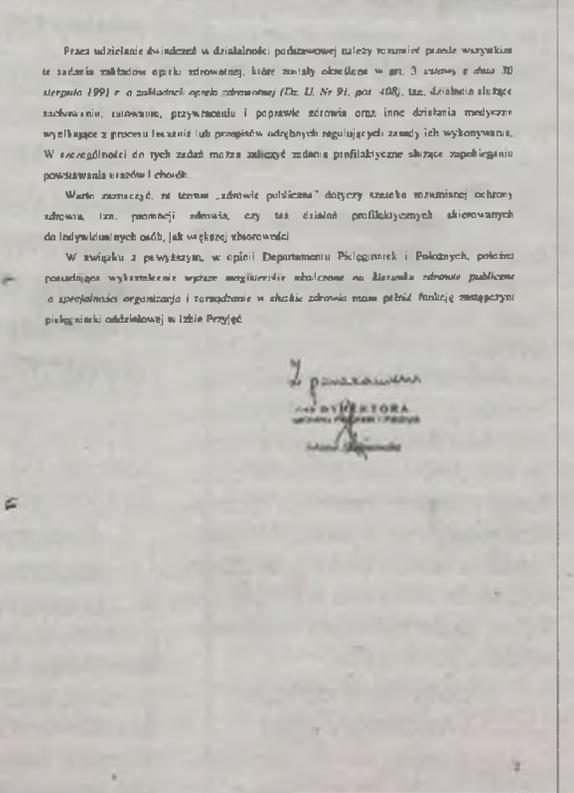 Przez udzielanie świadczeń w działalności podstawowej należy rozumieć przede wszystkim
te zadania zakładów opieki zdrowotnej, które zostały określone w art. 3 ustawy z dnia 30
sierpnia 1991 r. o zakładach opieki zdrowotnej (Dz. U. Nr 91, poz. 408), tzn. działania służące
zachowaniu, ratowaniu, przywracaniu i poprawie zdrowia oraz inne działania medyczne
wynikające z procesu leczenia lub przepisów odrębnych regulujących zasady ich wykonywania.
W szczególności do tych zadań można zaliczyć zadania profilaktyczne służące zapobieganiu
powstawania urazów i chorób.
Warto zaznaczyć, że termin „zdrowie publiczne” dotyczy szeroko rozumianej ochrony
zdrowia, tzn. promocji zdrowia, czy też działań profilaktycznych skierowanych
do indywidualnych osób, jak większej zbiorowości
W związku z powyższym, w opinii Departamentu Pielęgniarek i Położnych, położna
posiadająca wykształcenie wyższe magisterskie ukończone na kierunku zdrowie publiczne
o specjalności organizacja i zarządzanie w służbie zdrowia może pełnić funkcję zastępczyni
pielęgniarki oddziałowej w Izbie Przyjęć
Z poważaniem
DYREKTORA
2